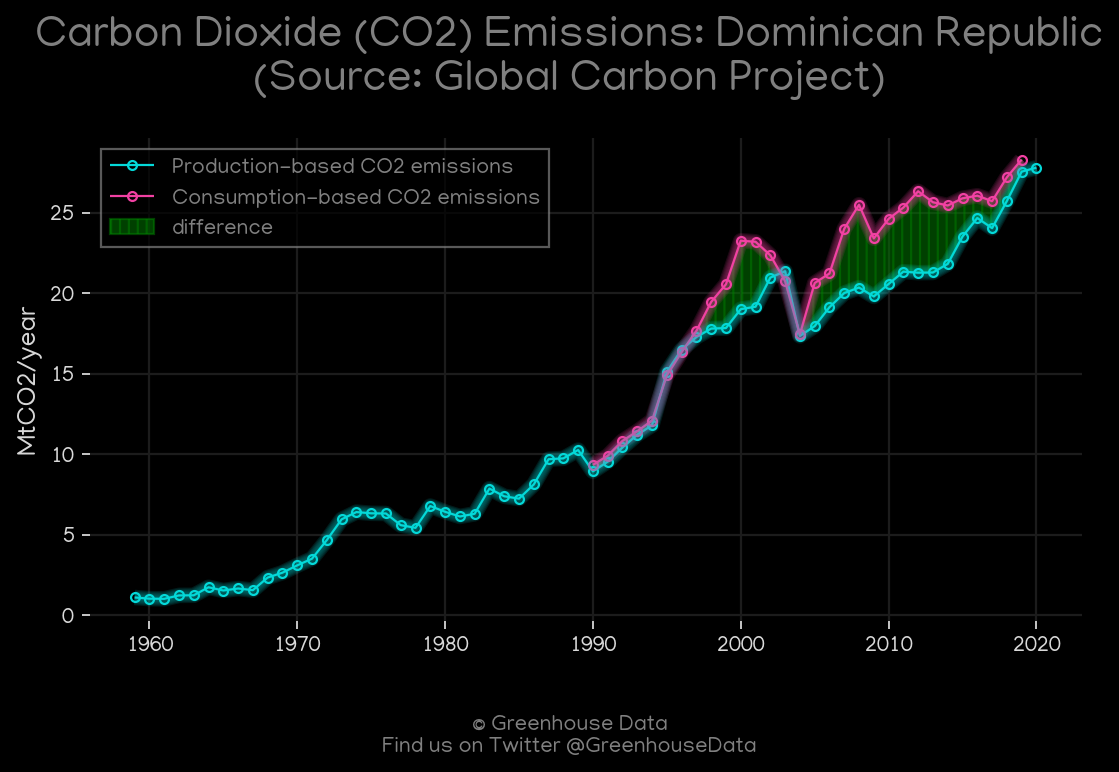 Carbon Dioxide (CO2) Emissions: Dominican Republic
(Source: Global Carbon Project)
Production-based CO2 emissions
Consumption-based CO2 emissions
difference
MtCO2/year
25
20
15
10
5
0
1960 1970 1980 1990 2000 2010 2020
© Greenhouse Data
Find us on Twitter @GreenhouseData